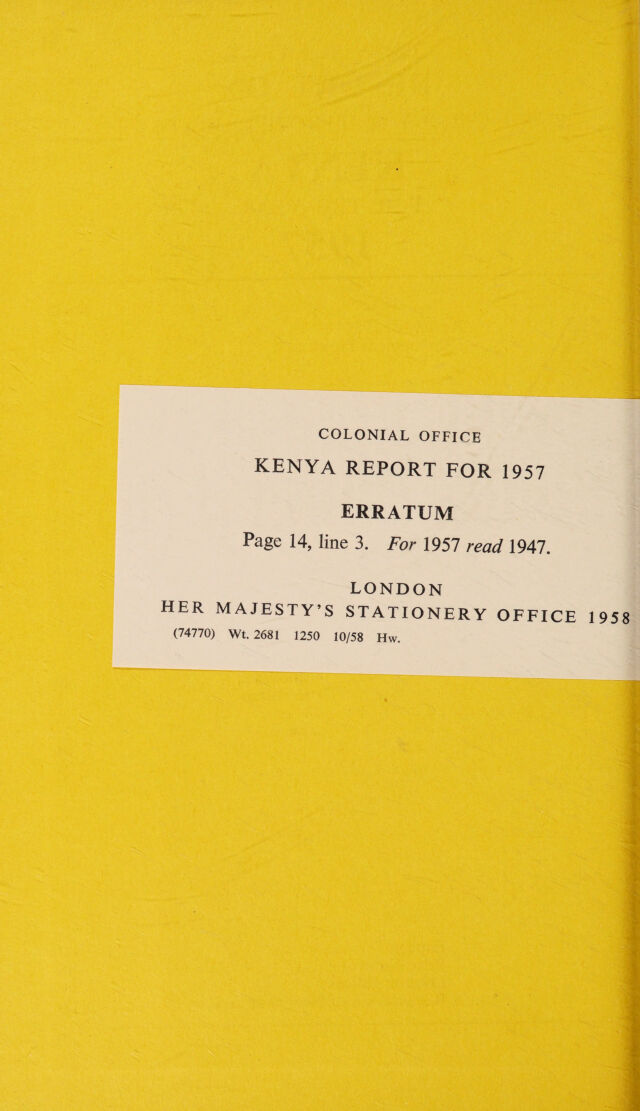 COLONIAL OFFICE
KENYA REPORT FOR 1957
ERRATUM
Page 14, line 3. For 1957 read 1947.
LONDON
HER MAJESTY'S STATIONERY OFFICE 1958
(74770) Wt. 2681 1250 10/58 Hw.